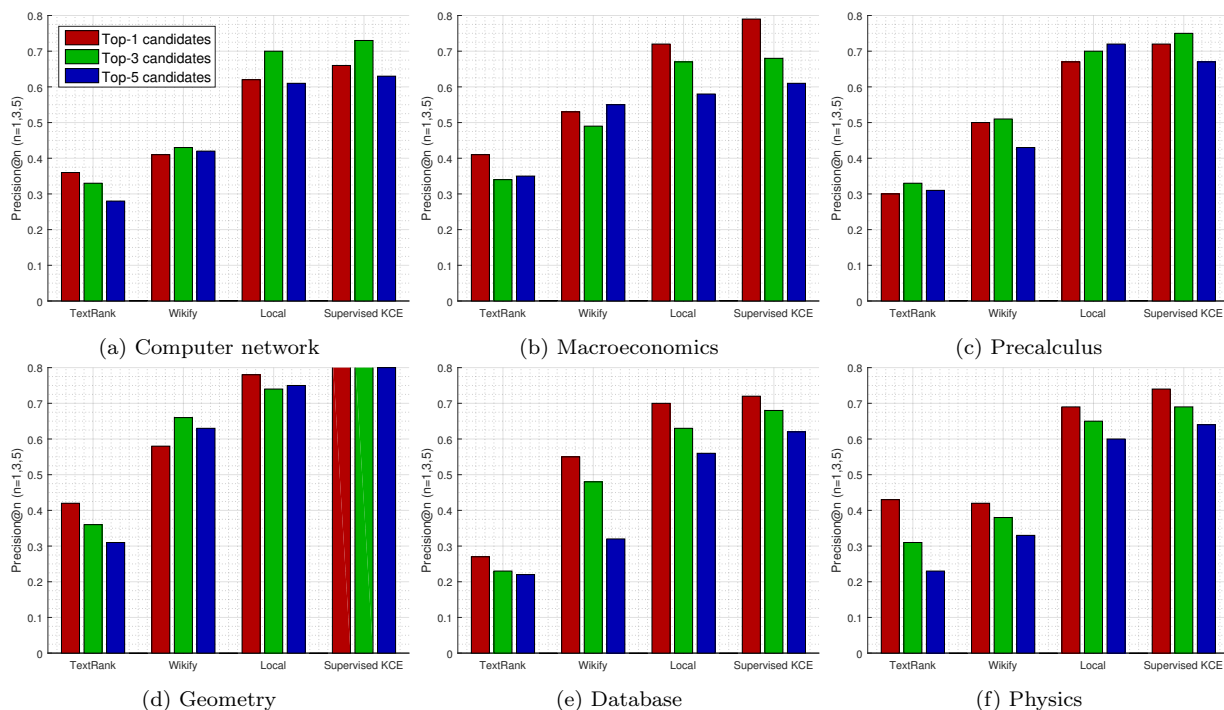 Precision@n (n=1,3,5)
0.8
0.7
0.6
0.5
0.4
0.3
0.2
0.1
0
Top-1 candidates
Top-3 candidates
Top-5 candidates
TextRank Wikify Local Supervised KCE
(a) Computer network
Precision@n (n=1,3,5)
0.8
0.7
0.6
0.5
0.4
0.3
0.2
0.1
0
TextRank Wikify Local Supervised KCE
(b) Macroeconomics
Precision@n (n=1,3,5)
0.8
0.7
0.6
0.5
0.4
0.3
0.2
0.1
0
TextRank Wikify Local Supervised KCE
(c) Precalculus
Precision@n (n=1,3,5)
0.8
0.7
0.6
0.5
0.4
0.3
0.2
0.1
0
TextRank Wikify Local Supervised KCE
(d) Geometry
Precision@n (n=1,3,5)
0.8
0.7
0.6
0.5
0.4
0.3
0.2
0.1
0
TextRank Wikify Local Supervised KCE
(e) Database
Precision@n (n=1,3,5)
0.8
0.7
0.6
0.5
0.4
0.3
0.2
0.1
0
TextRank Wikify Local Supervised KCE
(f) Physics